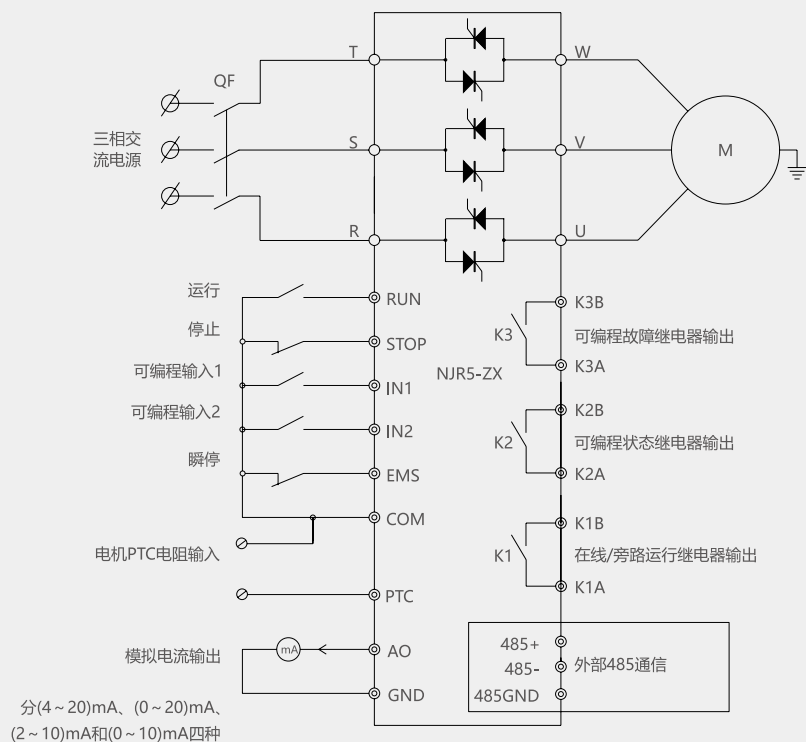 T
W
QF
三相交
流电源
S
V
M
R
U
运行
RUN
K3B
停止
K3
可编程故障继电器输出
STOP
K3A
可编程输入1
NJR5-ZX
IN1
可编程输入2
K2B
IN2
K2
可编程状态继电器输出
瞬停
EMS
K2A
COM
K1B
电机PTC电阻输入
K1
在线/旁路运行继电器输出
PTC
K1A
模拟电流输出
mA
AO
485+
485-
外部485通信
GND
485GND
分(4~20)mA、(0~20)mA、
(2~10)mA和(0~10)mA四种